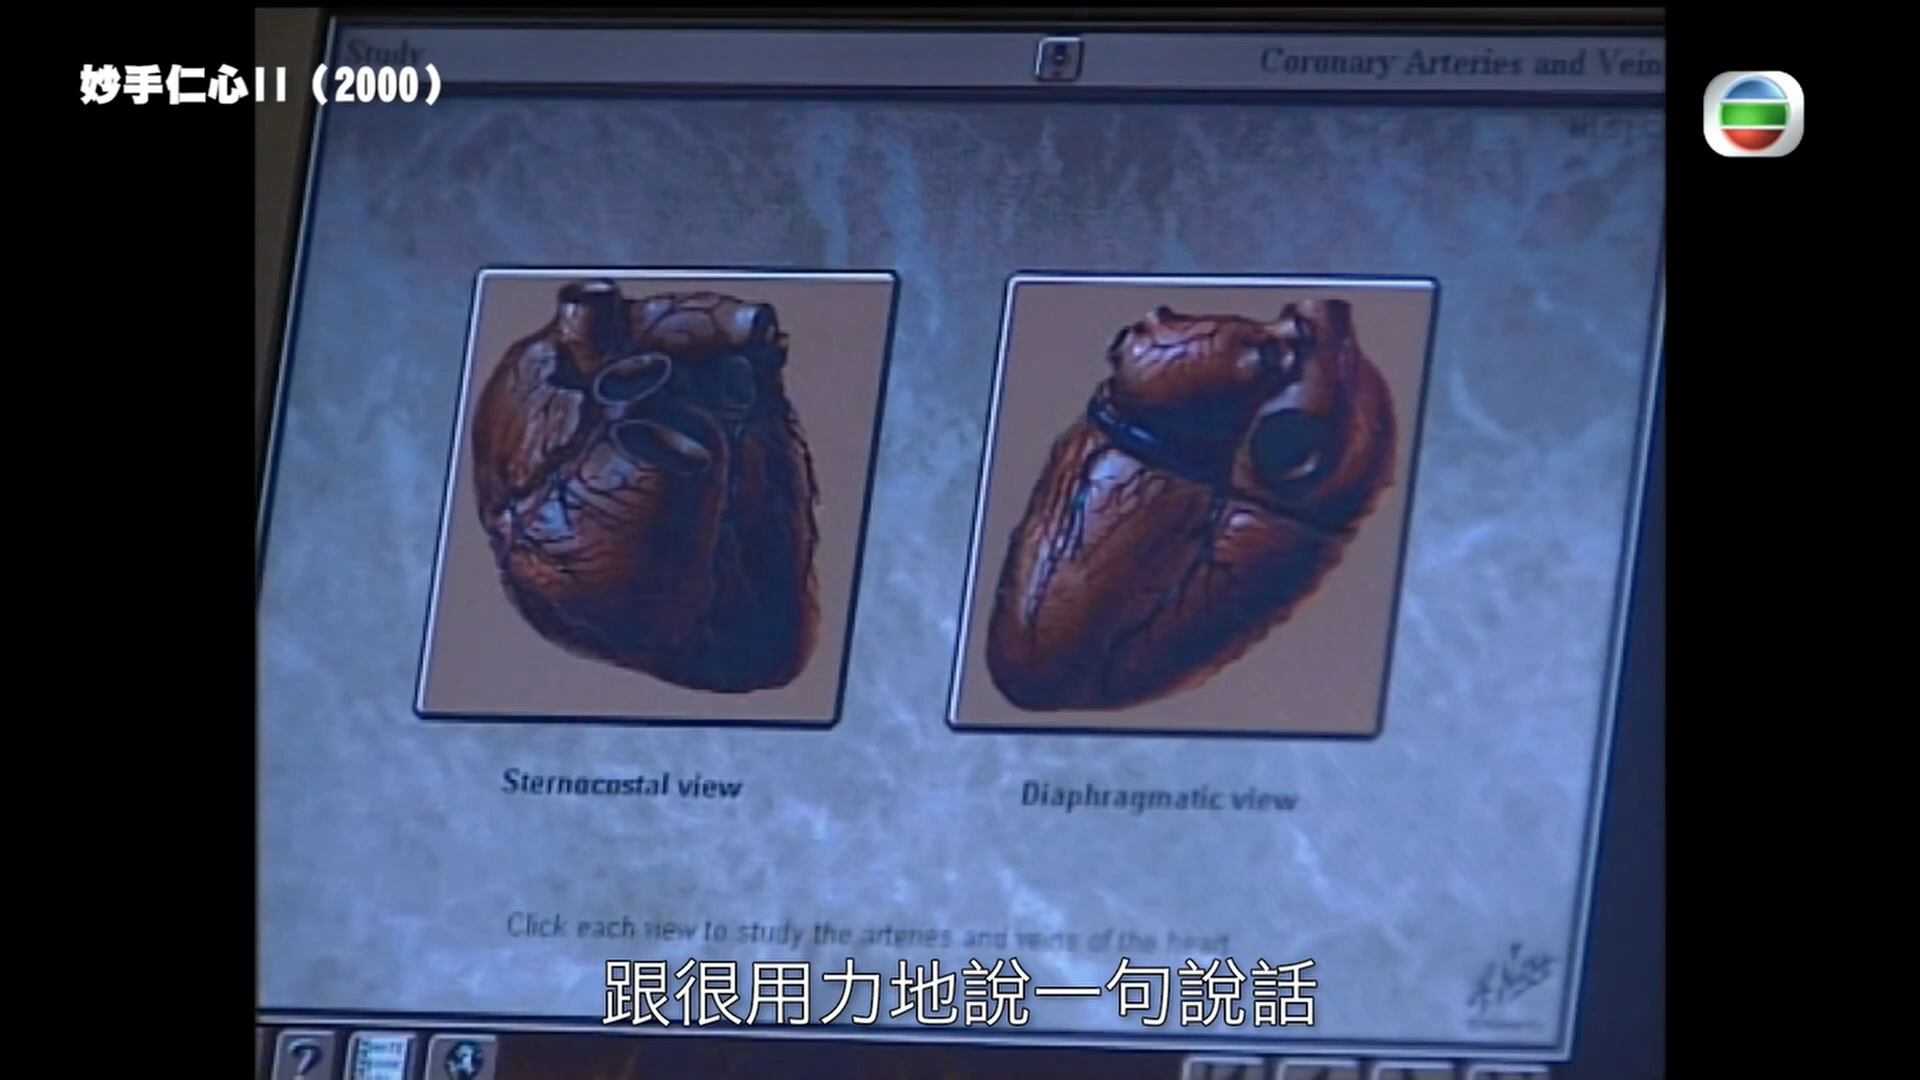 Study
Coronary Arteries and Vein
妙手仁心II（2000）
Sternocostal view
Diaphragmatic view
Click each view to study the arteries and veins of the heart
跟很用力地說一句說話